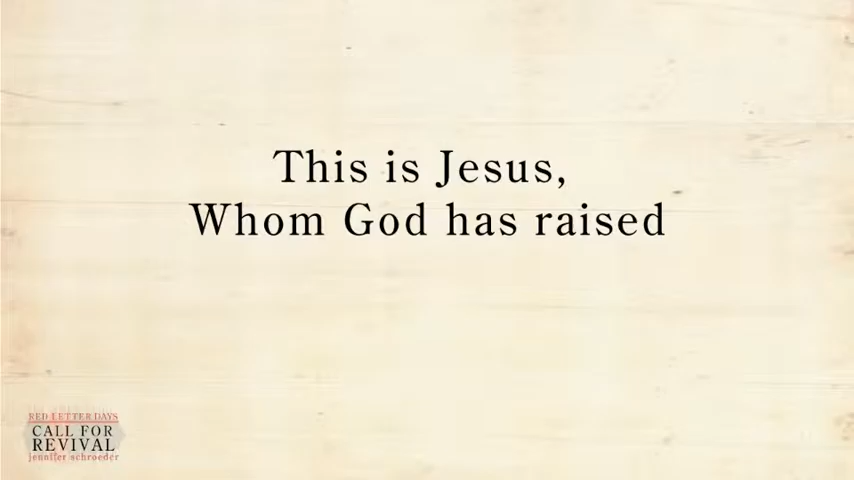 This is Jesus,
Whom God has raised
RED LETTER DAYS
CALL FOR
REVIVAL
jennifer schroeder